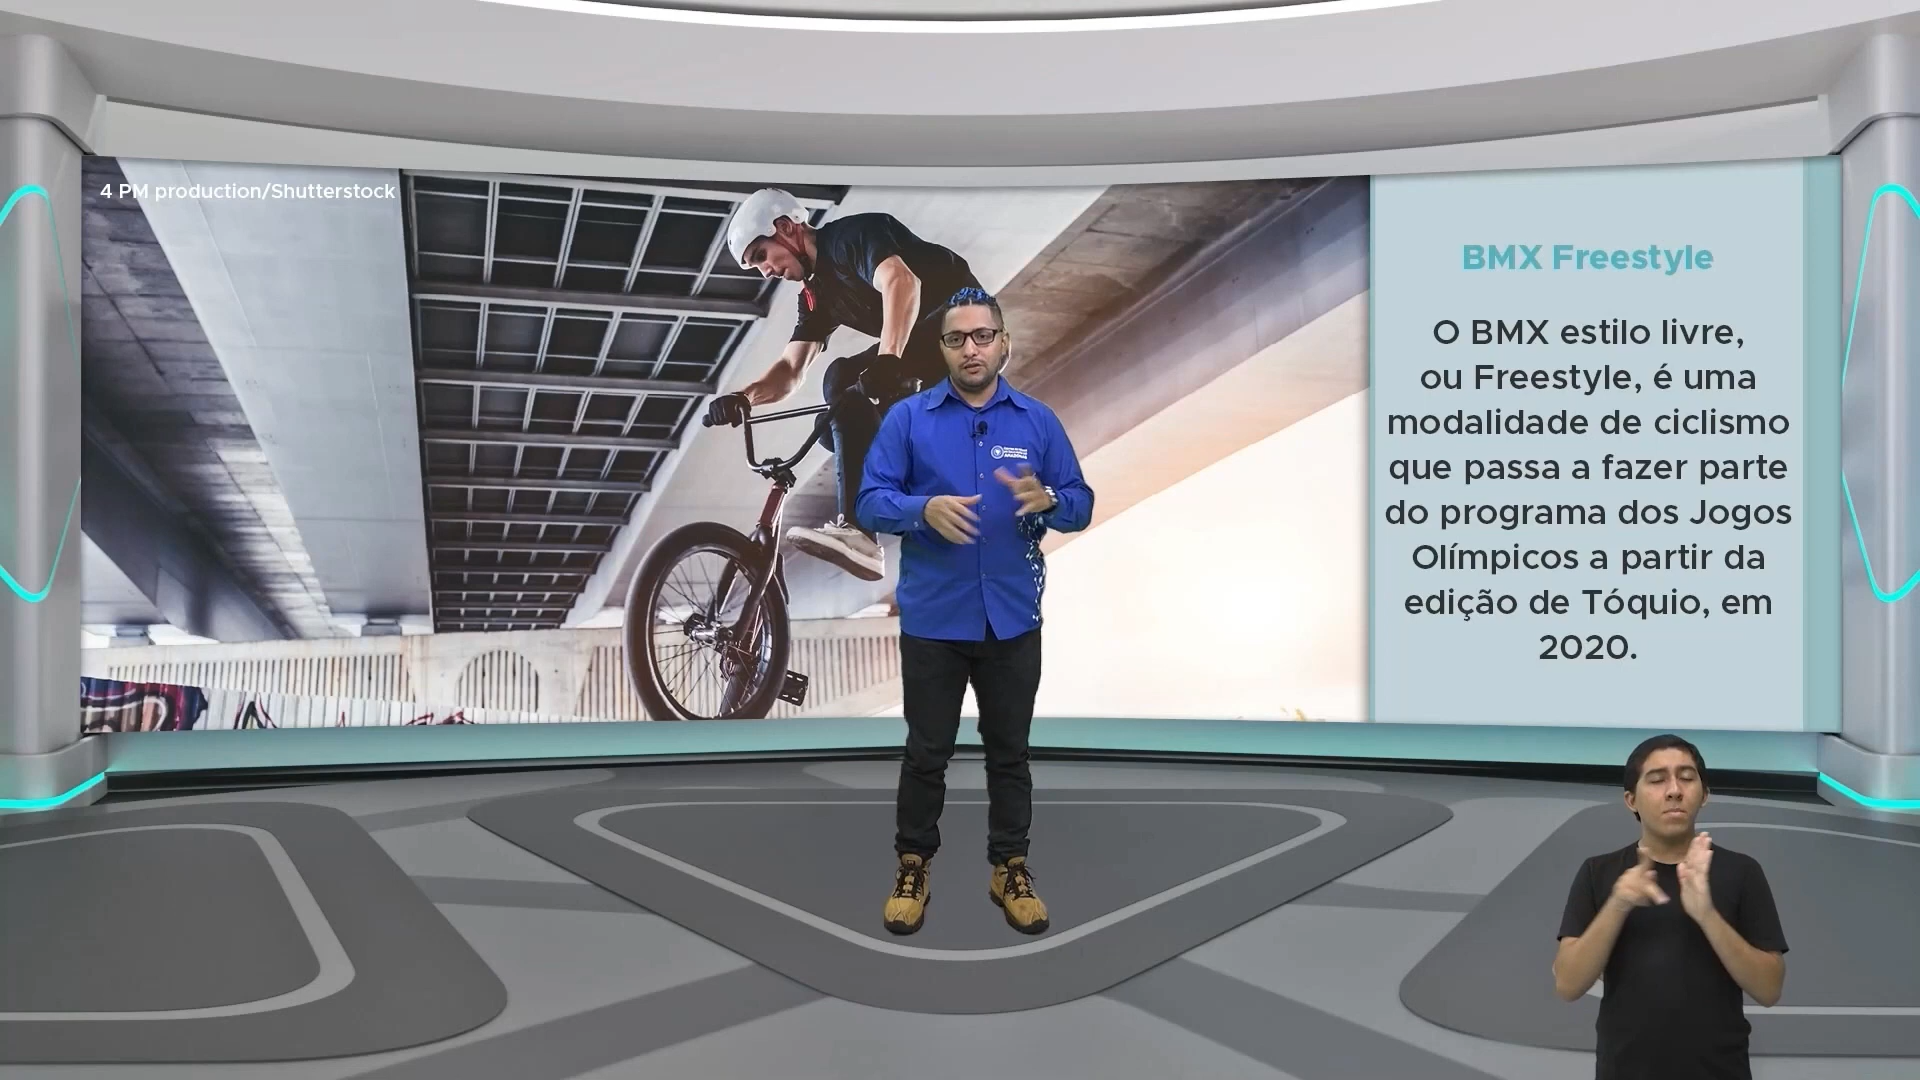 4 PM production/Shutterstock
BMX Freestyle
O BMX estilo livre,
ou Freestyle, é uma
modalidade de ciclismo
que passa a fazer parte
do programa dos Jogos
Olímpicos a partir da
edição de Tóquio, em
2020.
AMAZONAS